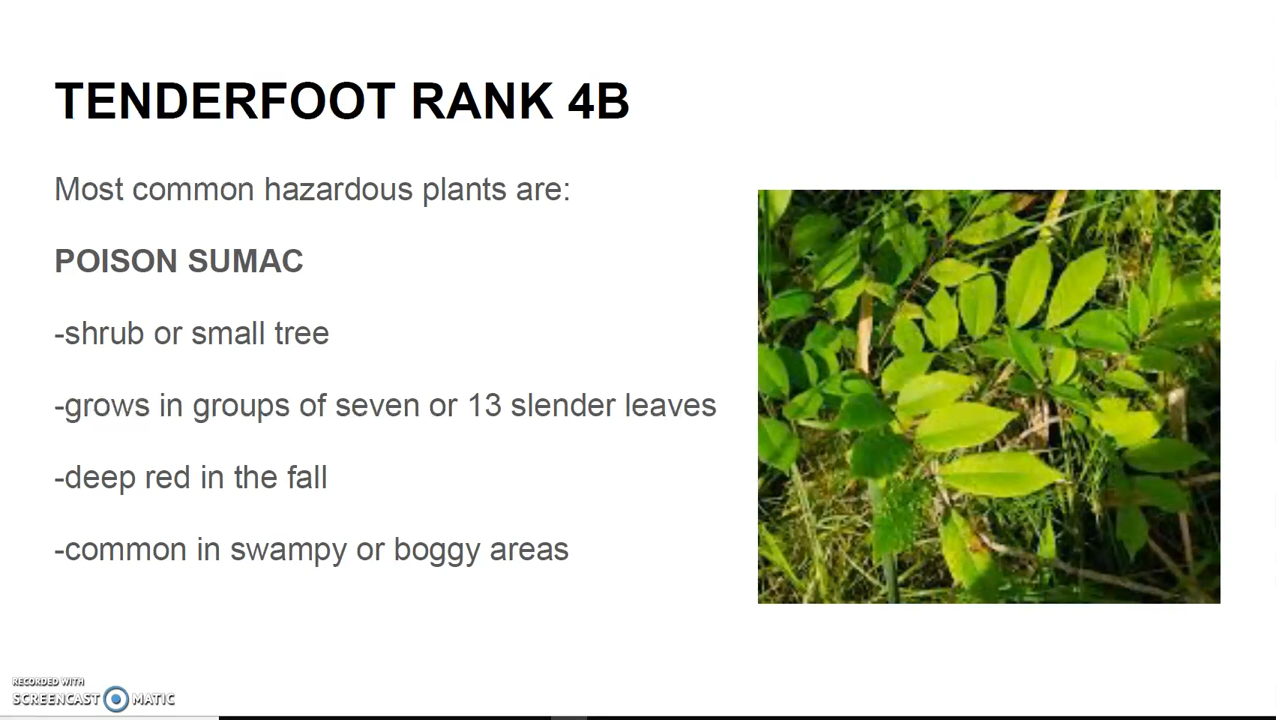 TENDERFOOT RANK 4B
Most common hazardous plants are:
POISON SUMAC
-shrub or small tree
-grows in groups of seven or 13 slender leaves
-deep red in the fall
-common in swampy or boggy areas
RECORDED WITH
SCREENCAST MATIC